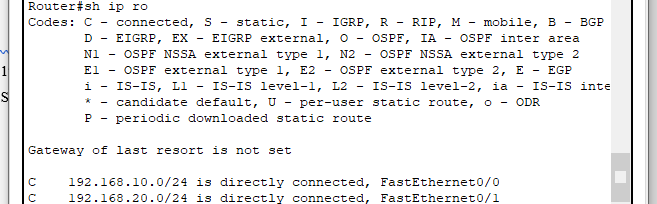 Router#sh ip ro
Codes: C - connected, S - static, I - IGRP, R - RIP, M - mobile, B - BGP
D - EIGRP, EX - EIGRP external, O - OSPF, IA - OSPF inter area
N1 - OSPF NSSA external type 1, N2 - OSPF NSSA external type 2
E1 - OSPF external type 1, E2 - OSPF external type 2, E - EGP
i - IS-IS, L1 - IS-IS level-1, L2 - IS-IS level-2, ia - IS-IS inte
* - candidate default, U - per-user static route, o - ODR
P - periodic downloaded static route
Gateway of last resort is not set
C 192.168.10.0/24 is directly connected, FastEthernet0/0
C 192.168.20.0/24 is directly connected, FastEthernet0/1
1
S